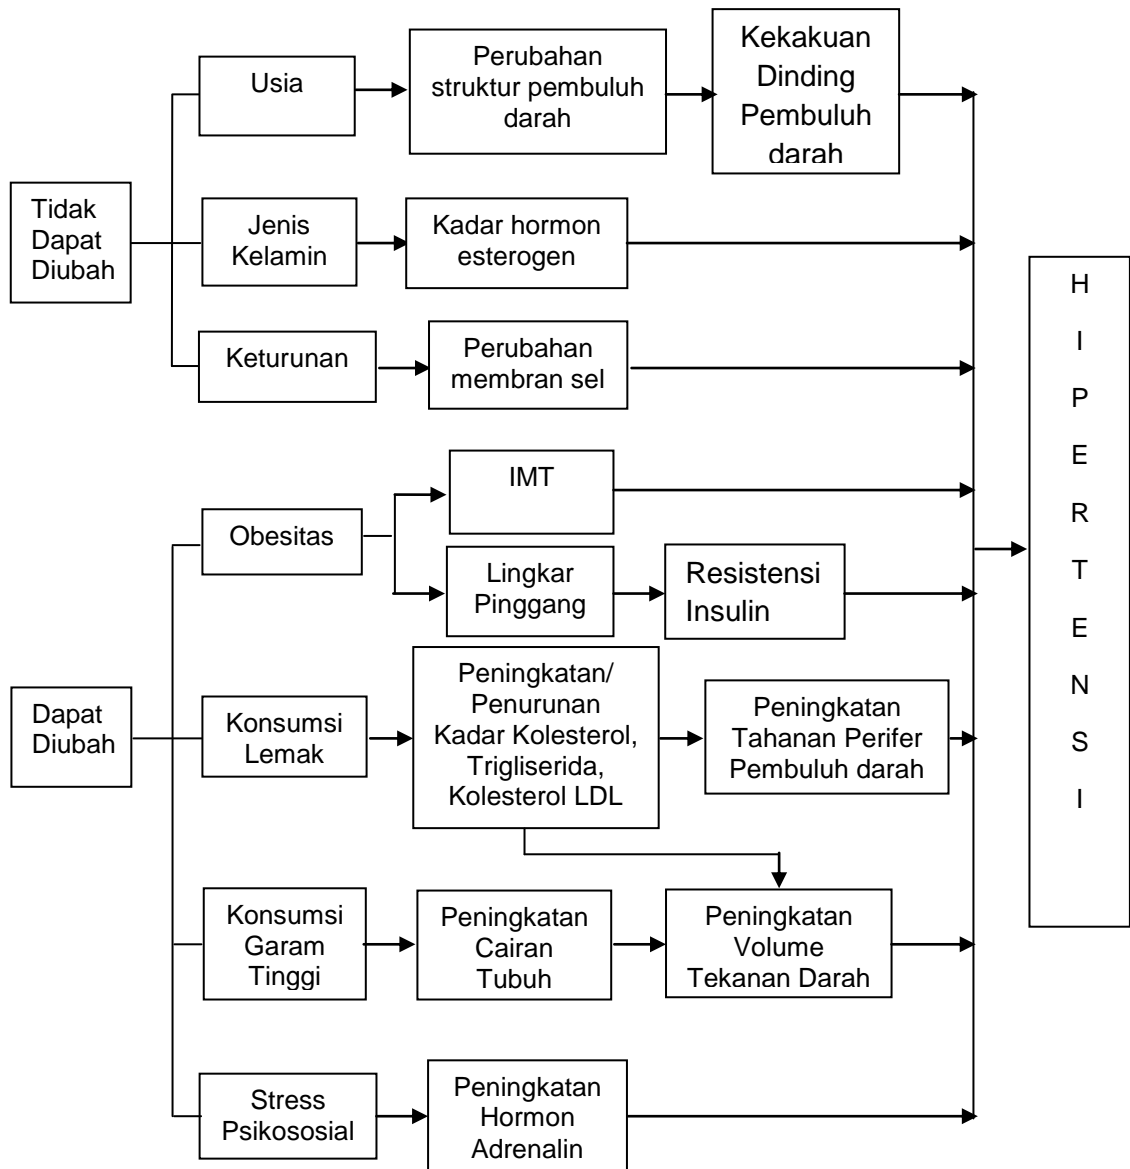 Usia
Perubahan
struktur pembuluh
darah
Kekakuan
Dinding
Pembuluh
darah
Tidak
Dapat
Diubah
Jenis
Kelamin
Kadar hormon
esterogen
Keturunan
Perubahan
membran sel
Obesitas
IMT
Lingkar
Pinggang
Resistensi
Insulin
Dapat
Diubah
Konsumsi
Lemak
Peningkatan/
Penurunan
Kadar Kolesterol,
Trigliserida,
Kolesterol LDL
Peningkatan
Tahanan Perifer
Pembuluh darah
Konsumsi
Garam
Tinggi
Peningkatan
Cairan
Tubuh
Peningkatan
Volume
Tekanan Darah
Stress
Psikososial
Peningkatan
Hormon
Adrenalin
H
I
P
E
R
T
E
N
S
I